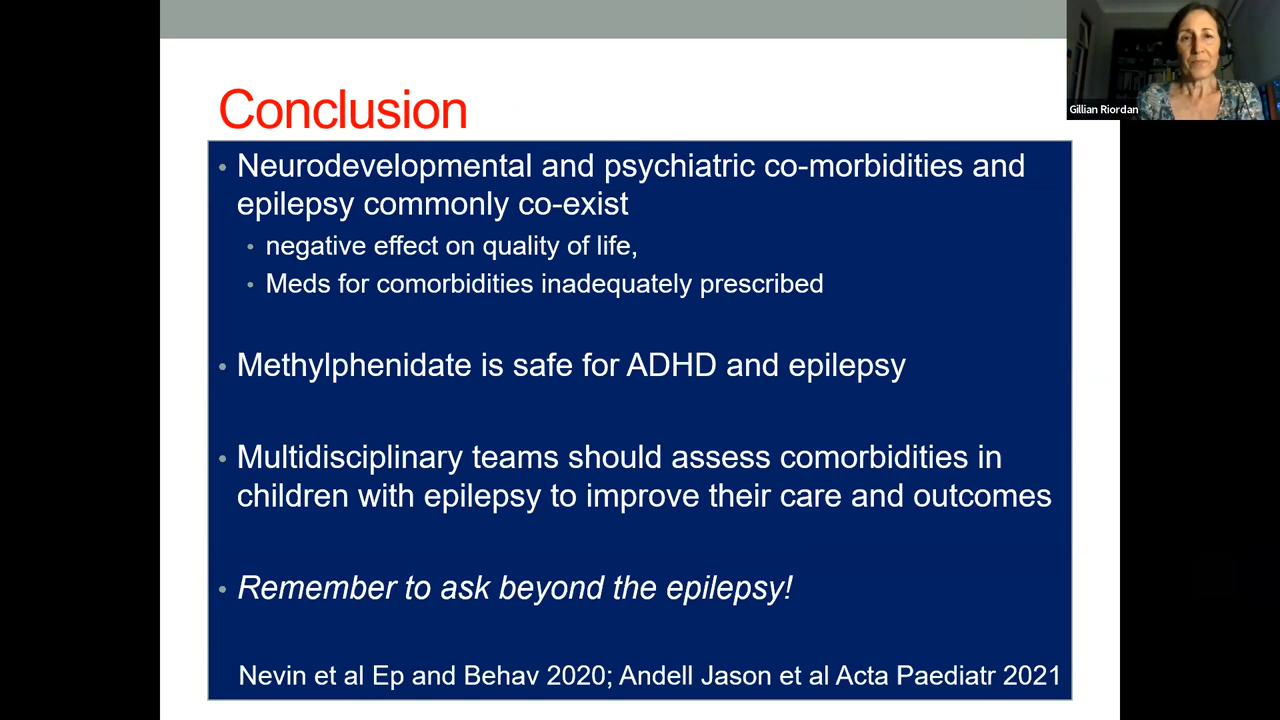 Gillian Riordan
Conclusion
• Neurodevelopmental and psychiatric co-morbidities and
epilepsy commonly co-exist
• negative effect on quality of life,
• Meds for comorbidities inadequately prescribed
• Methylphenidate is safe for ADHD and epilepsy
• Multidisciplinary teams should assess comorbidities in
children with epilepsy to improve their care and outcomes
• Remember to ask beyond the epilepsy!
Nevin et al Ep and Behav 2020; Andell Jason et al Acta Paediatr 2021